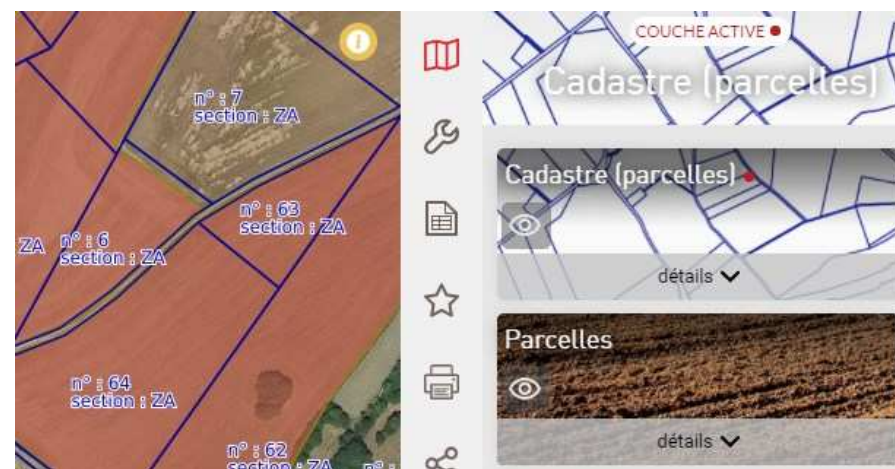 n° : 7
section : ZA
n° : 63
section : ZA
ZA
n° : 6
section : ZA
n° : 64
section : ZA
n° : 62
section : ZA
n° :
COUCHE ACTIVE
Cadastre (parcelles)
Cadastre (parcelles)
détails
Parcelles
détails